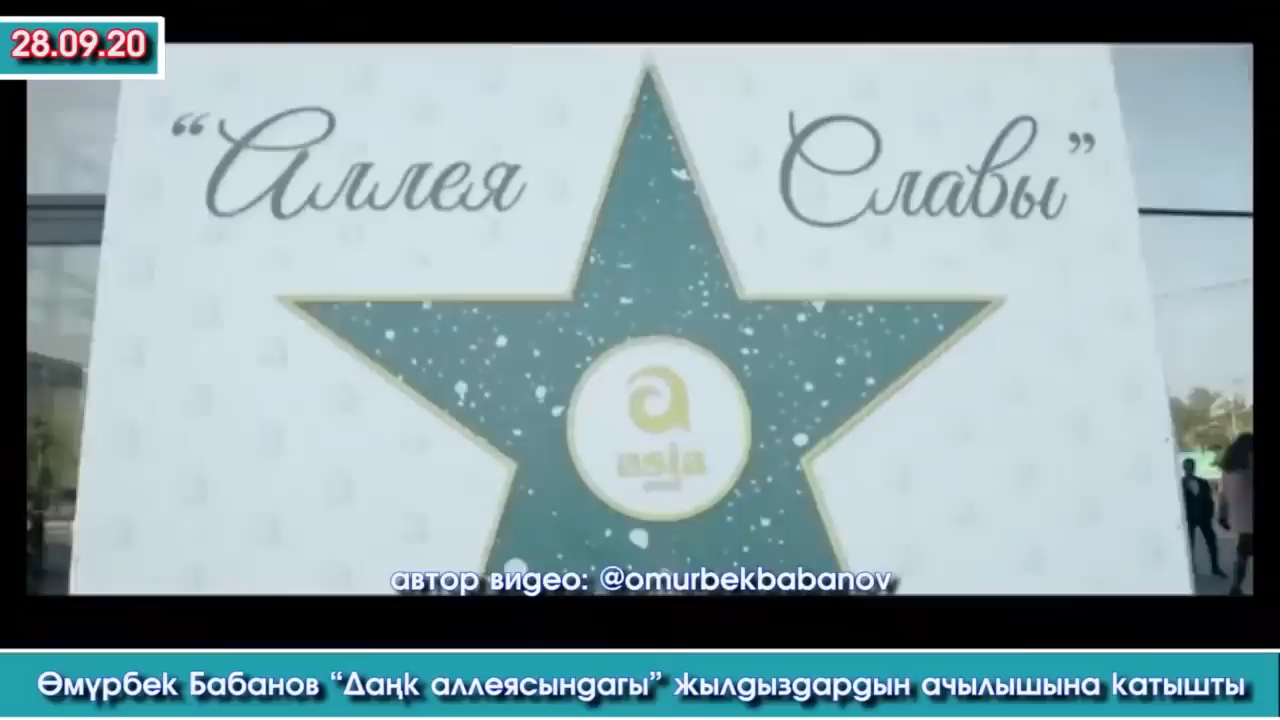 28.09.20
“Аллея Славы”
a
asia
автор видео: @omurbekbabanov
Өмүрбек Бабанов “Даңк аллеясындагы” жылдыздардын ачылышына катышты